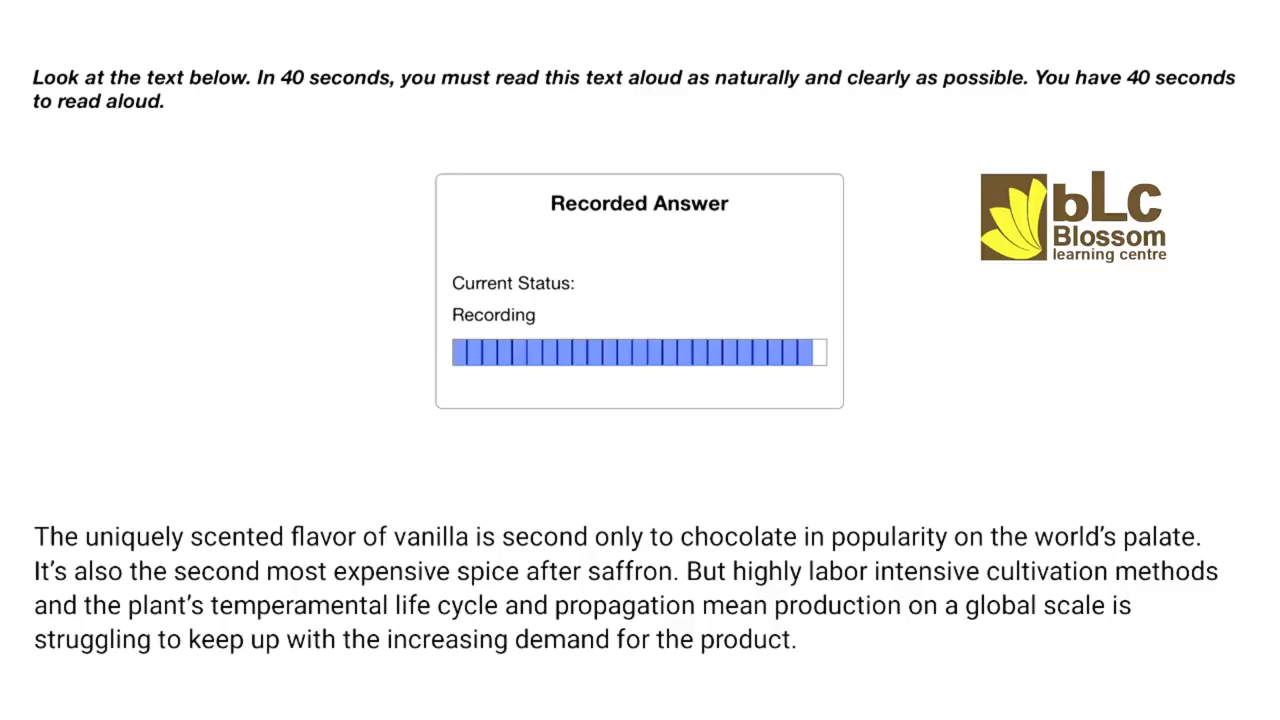 Look at the text below. In 40 seconds, you must read this text aloud as naturally and clearly as possible. You have 40 seconds
to read aloud.
Recorded Answer
bLc
Blossom
learning centre
Current Status:
Recording
The uniquely scented flavor of vanilla is second only to chocolate in popularity on the world’s palate.
It’s also the second most expensive spice after saffron. But highly labor intensive cultivation methods
and the plant’s temperamental life cycle and propagation mean production on a global scale is
struggling to keep up with the increasing demand for the product.